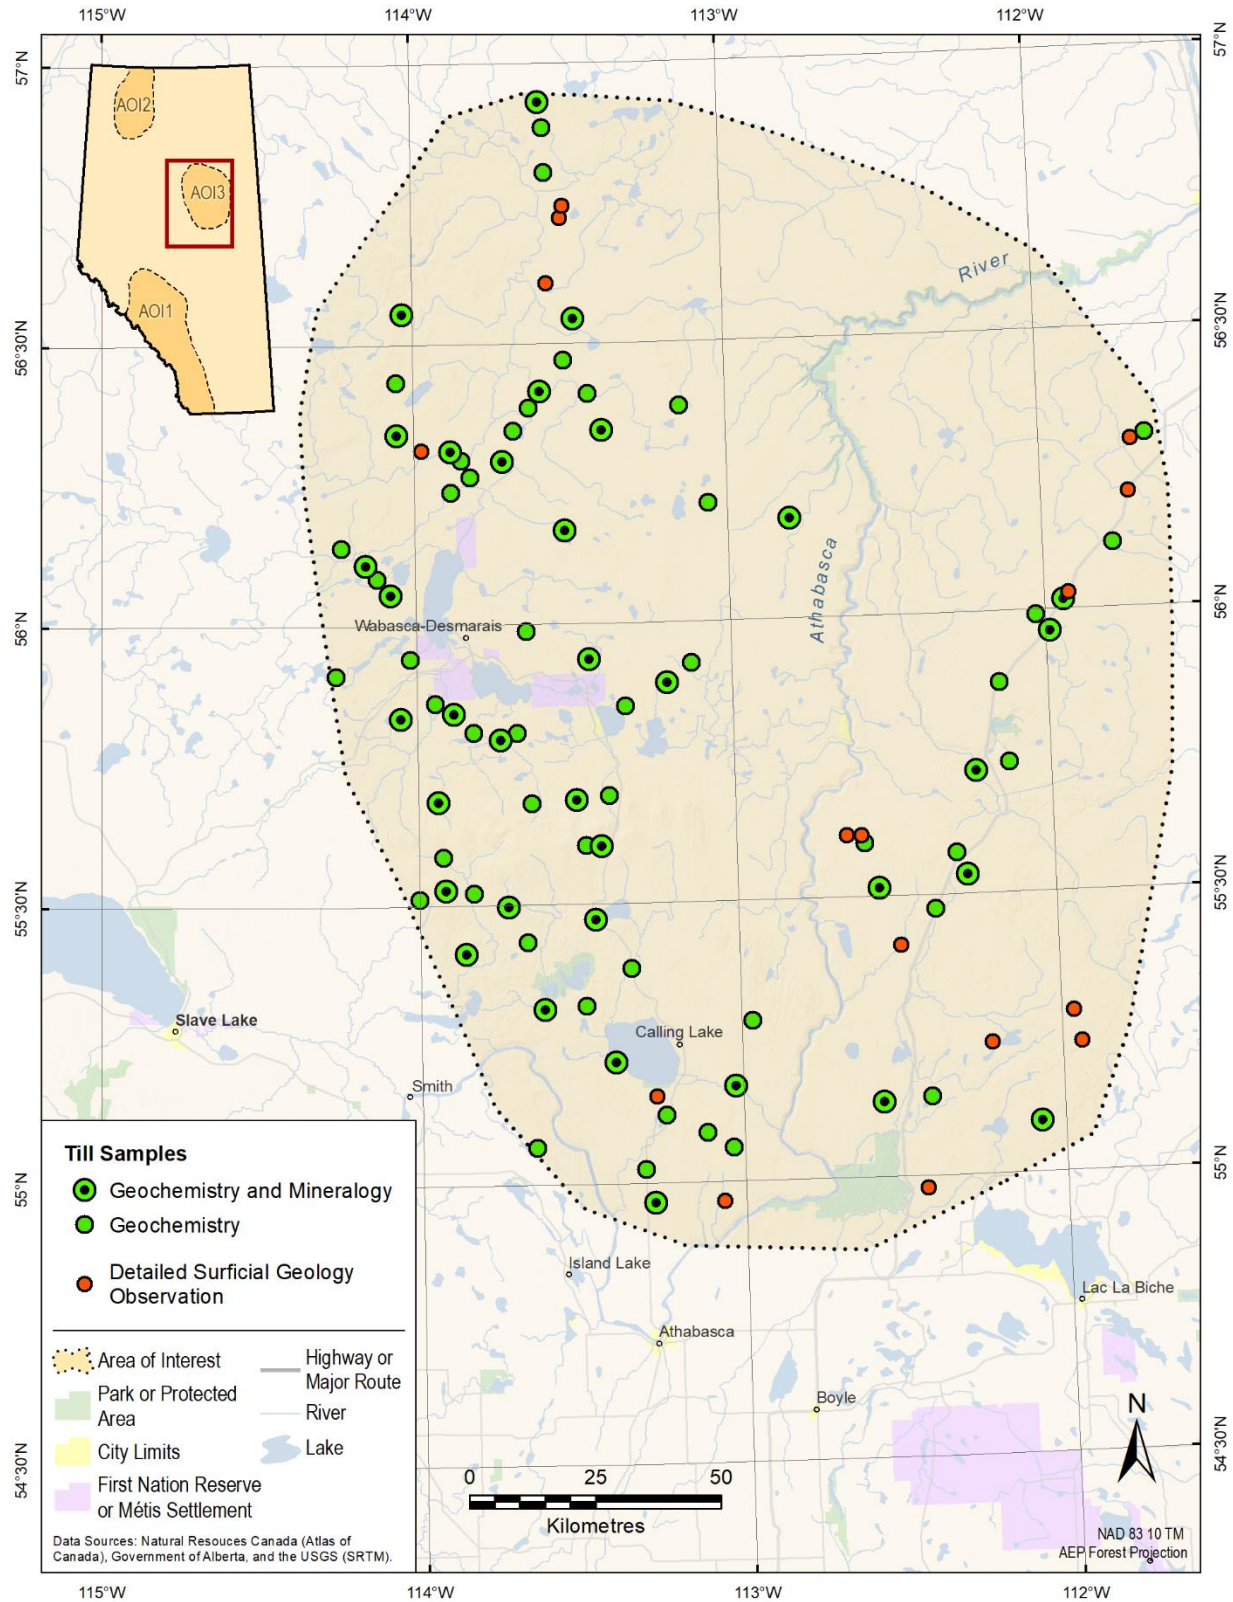 115°W
114°W
113°W
112°W
57°N
57°N
AOI2
AOI3
AOI1
River
56°30'N
56°30'N
Athabasca
56°N
56°N
Wabasca-Desmarais
55°30'N
55°30'N
Slave Lake
Calling Lake
Smith
55°N
55°N
Till Samples
Geochemistry and Mineralogy
Geochemistry
Detailed Surficial Geology
Observation
Area of Interest
Park or Protected
Area
City Limits
First Nation Reserve
or Métis Settlement
Highway or
Major Route
River
Lake
Data Sources: Natural Resouces Canada (Atlas of
Canada), Government of Alberta, and the USGS (SRTM).
Island Lake
Lac La Biche
Athabasca
Boyle
N
54°30'N
54°30'N
0 25 50
Kilometres
NAD 83 10 TM
AEP Forest Projection
115°W
114°W
113°W
112°W